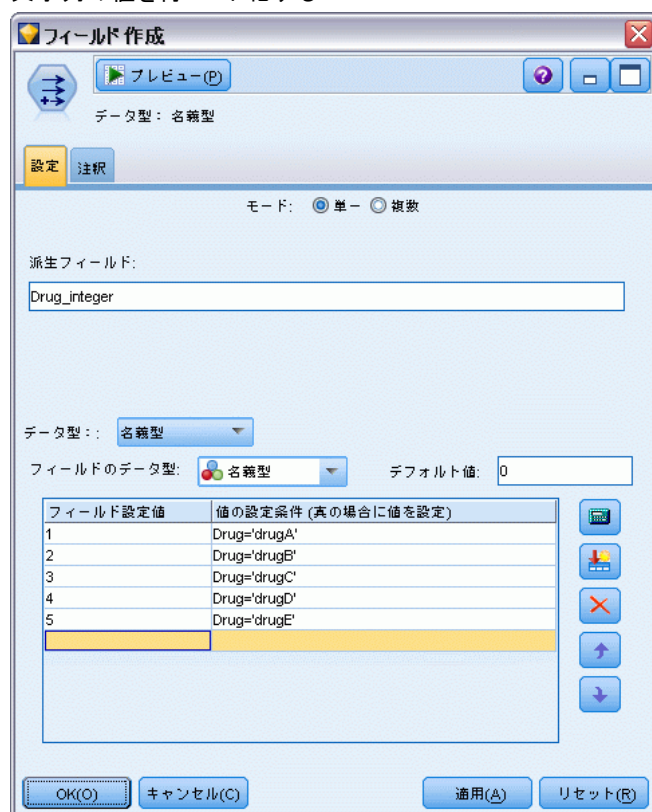 フィールド作成
プレビュー(P)
データ型： 名義型
設定 注釈
モード: 単一 複数
派生フィールド:
Drug_integer
データ型：: 名義型
フィールドのデータ型: 名義型 デフォルト値: 0
フィールド設定値 値の設定条件 (真の場合に値を設定)
1 Drug='drugA'
2 Drug='drugB'
3 Drug='drugC'
4 Drug='drugD'
5 Drug='drugE'
OK(O) キャンセル(C) 適用(A) リセット(R)